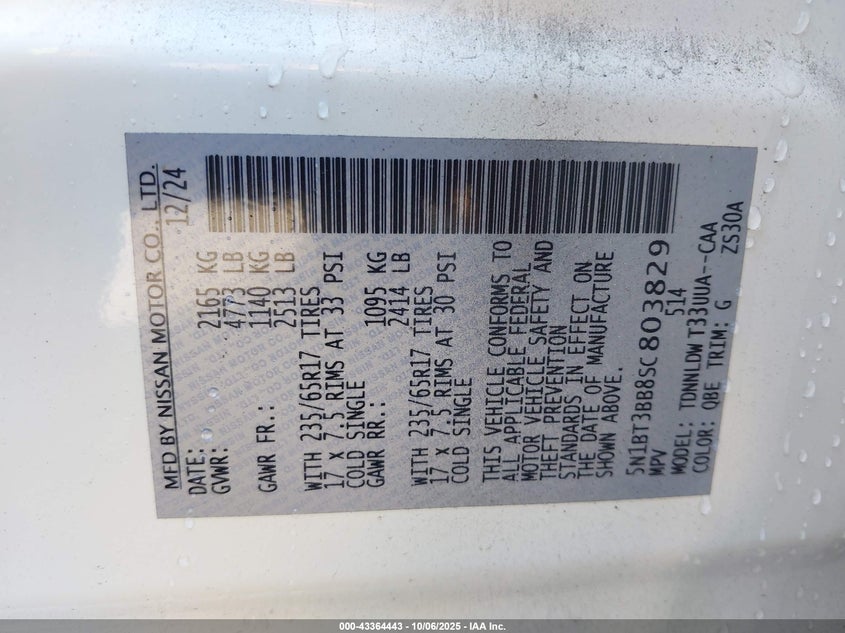 MFD BY NISSAN MOTOR CO., LTD.
DATE: 12/24
GVWR: 2165 KG
4773 LB
GAWR FR.: 1140 KG
2513 LB
WITH 235/65R17 TIRES
17 X 7.5 RIMS AT 33 PSI
COLD SINGLE
GAWR RR.: 1095 KG
2414 LB
WITH 235/65R17 TIRES
17 X 7.5 RIMS AT 30 PSI
COLD SINGLE
THIS VEHICLE CONFORMS TO
ALL APPLICABLE FEDERAL
MOTOR VEHICLE SAFETY AND
THEFT PREVENTION
STANDARDS IN EFFECT ON
THE DATE OF MANUFACTURE
SHOWN ABOVE.
5N1BT3BB8SC803829
MPV 514
MODEL: TDNNLDW T33UUA--CAA
COLOR: QBE TRIM: G ZS30A
000-43364443 - 10/06/2025 - IAA Inc.